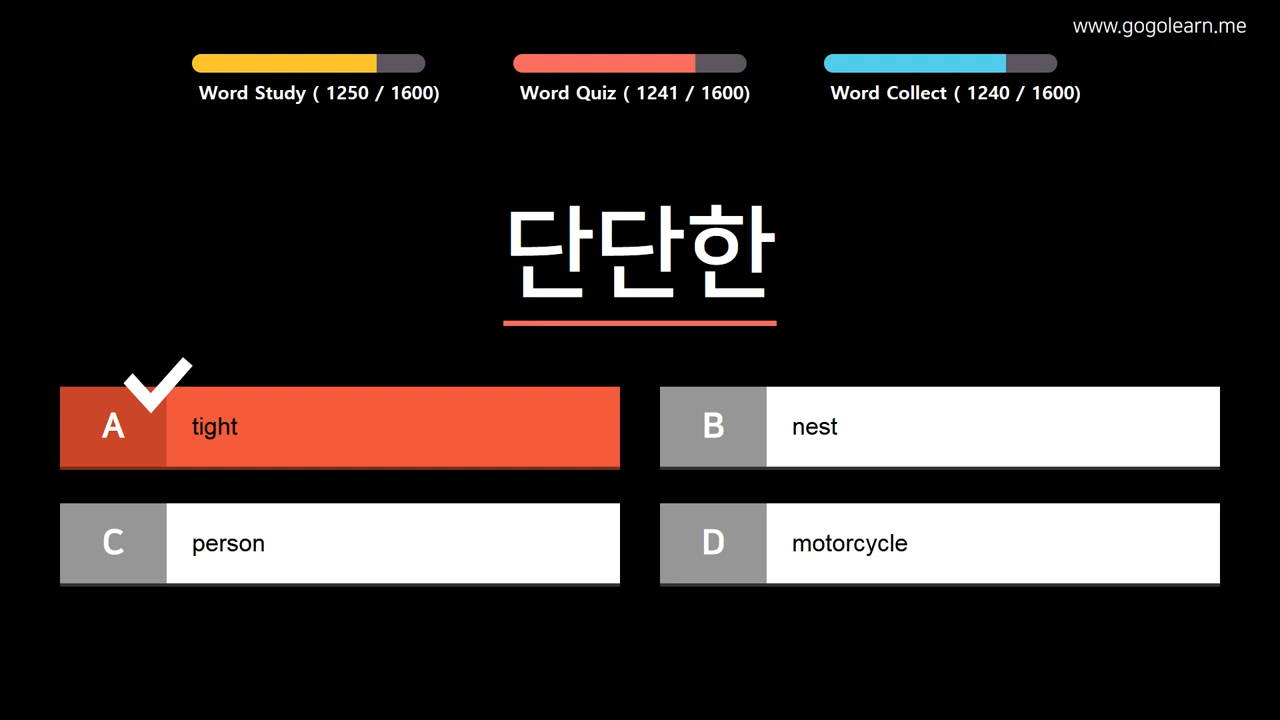 www.gogolearn.me
Word Study ( 1250 / 1600)
Word Quiz ( 1241 / 1600)
Word Collect ( 1240 / 1600)
단단한
A tight
B nest
C person
D motorcycle